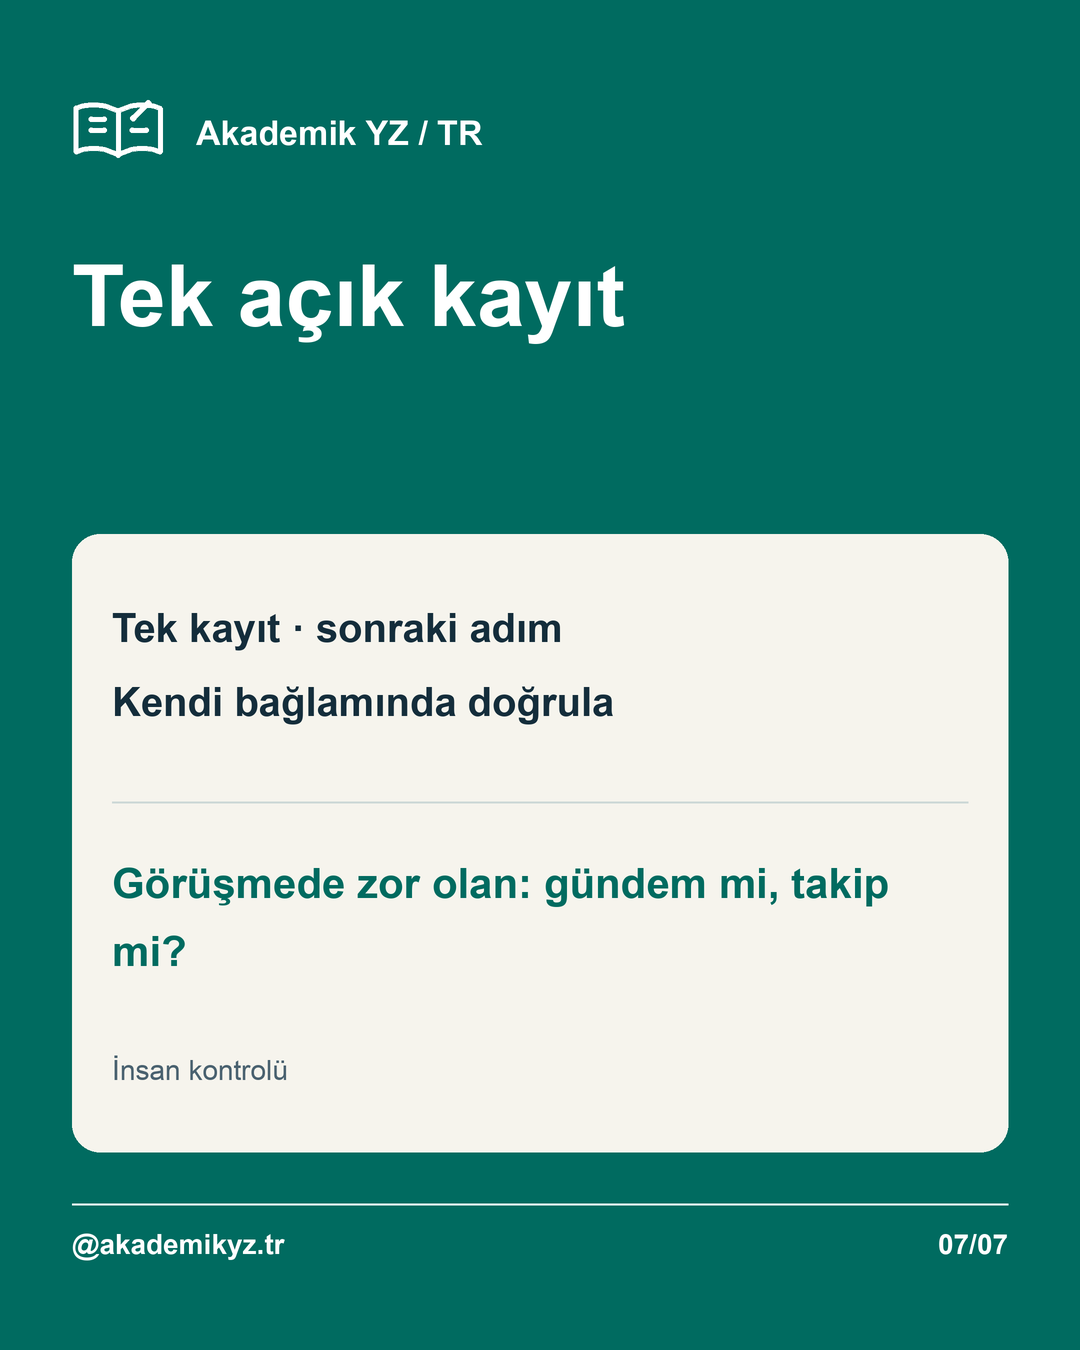 Akademik YZ / TR
Tek açık kayıt
Tek kayıt · sonraki adım
Kendi bağlamında doğrula
Görüşmede zor olan: gündem mi, takip
mi?
İnsan kontrolü
@akademikyz.tr
07/07